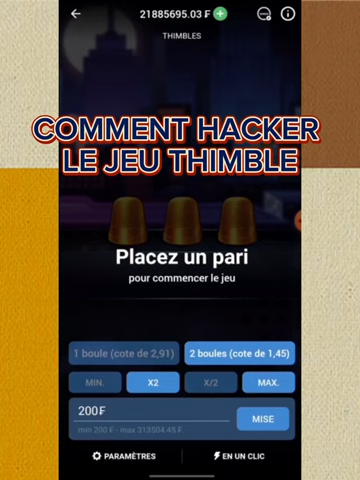 21885695.03 ₣
THIMBLES
COMMENT HACKER
LE JEU THIMBLE
Placez un pari
pour commencer le jeu
1 boule (cote de 2,91) 2 boules (cote de 1,45)
MIN. X2 X/2 MAX.
200₣
MISE
min 200 ₣ - max 313504.45 ₣
PARAMÈTRES EN UN CLIC